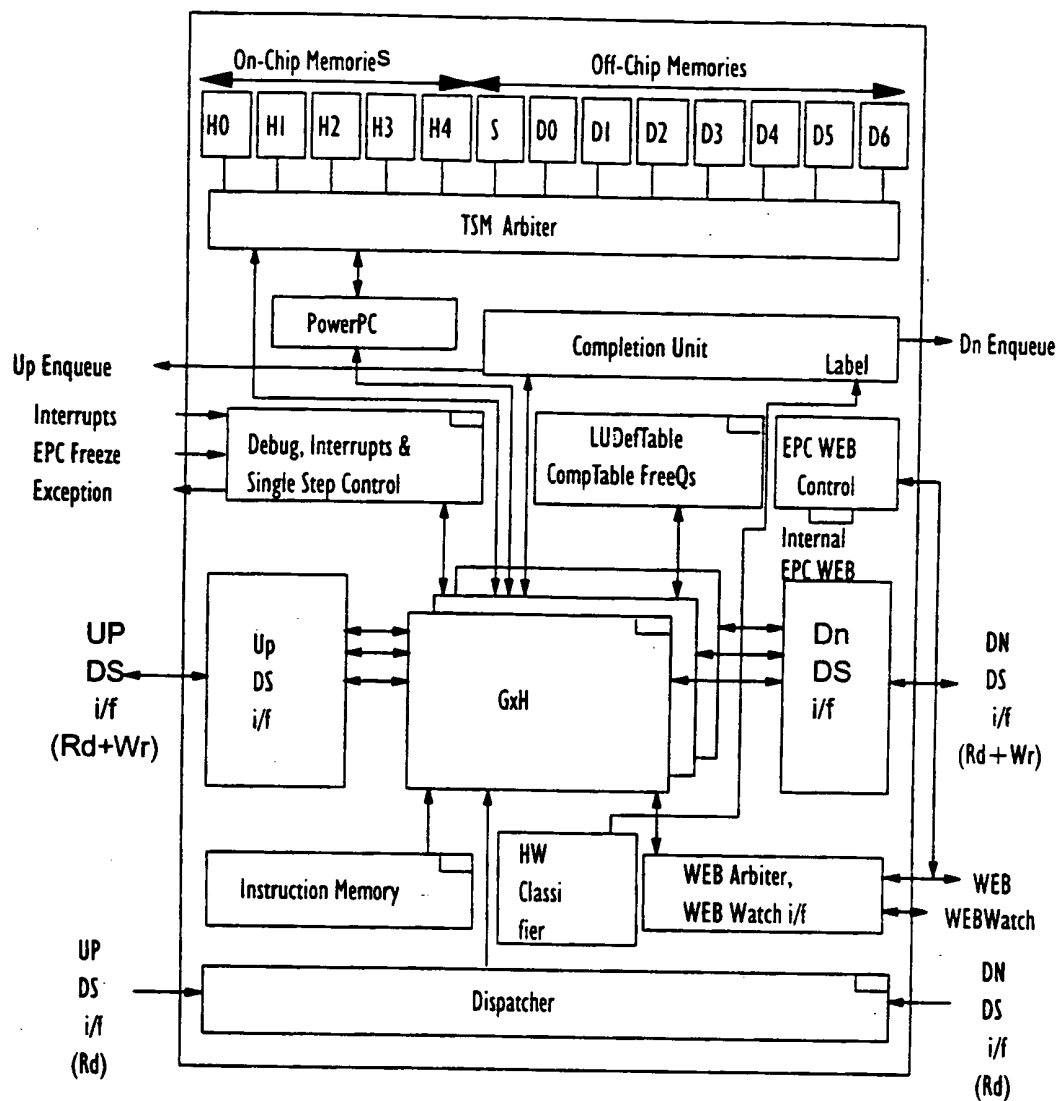 On-Chip Memories
Off-Chip Memories
H0 H1 H2 H3 H4 S D0 D1 D2 D3 D4 D5 D6
TSM Arbiter
PowerPC
Completion Unit
Label
Up Enqueue
Dn Enqueue
Interrupts
EPC Freeze
Exception
Debug, Interrupts &
Single Step Control
LUDefTable
CompTable FreeQs
EPC WEB
Control
Internal
EPC WEB
UP
DS
i/f
(Rd+Wr)
Up
DS
i/f
GxH
Dn
DS
i/f
DN
DS
i/f
(Rd+Wr)
Instruction Memory
HW
Classi
fier
WEB Arbiter,
WEB Watch i/f
WEB
WEBWatch
UP
DS
i/f
(Rd)
Dispatcher
DN
DS
i/f
(Rd)